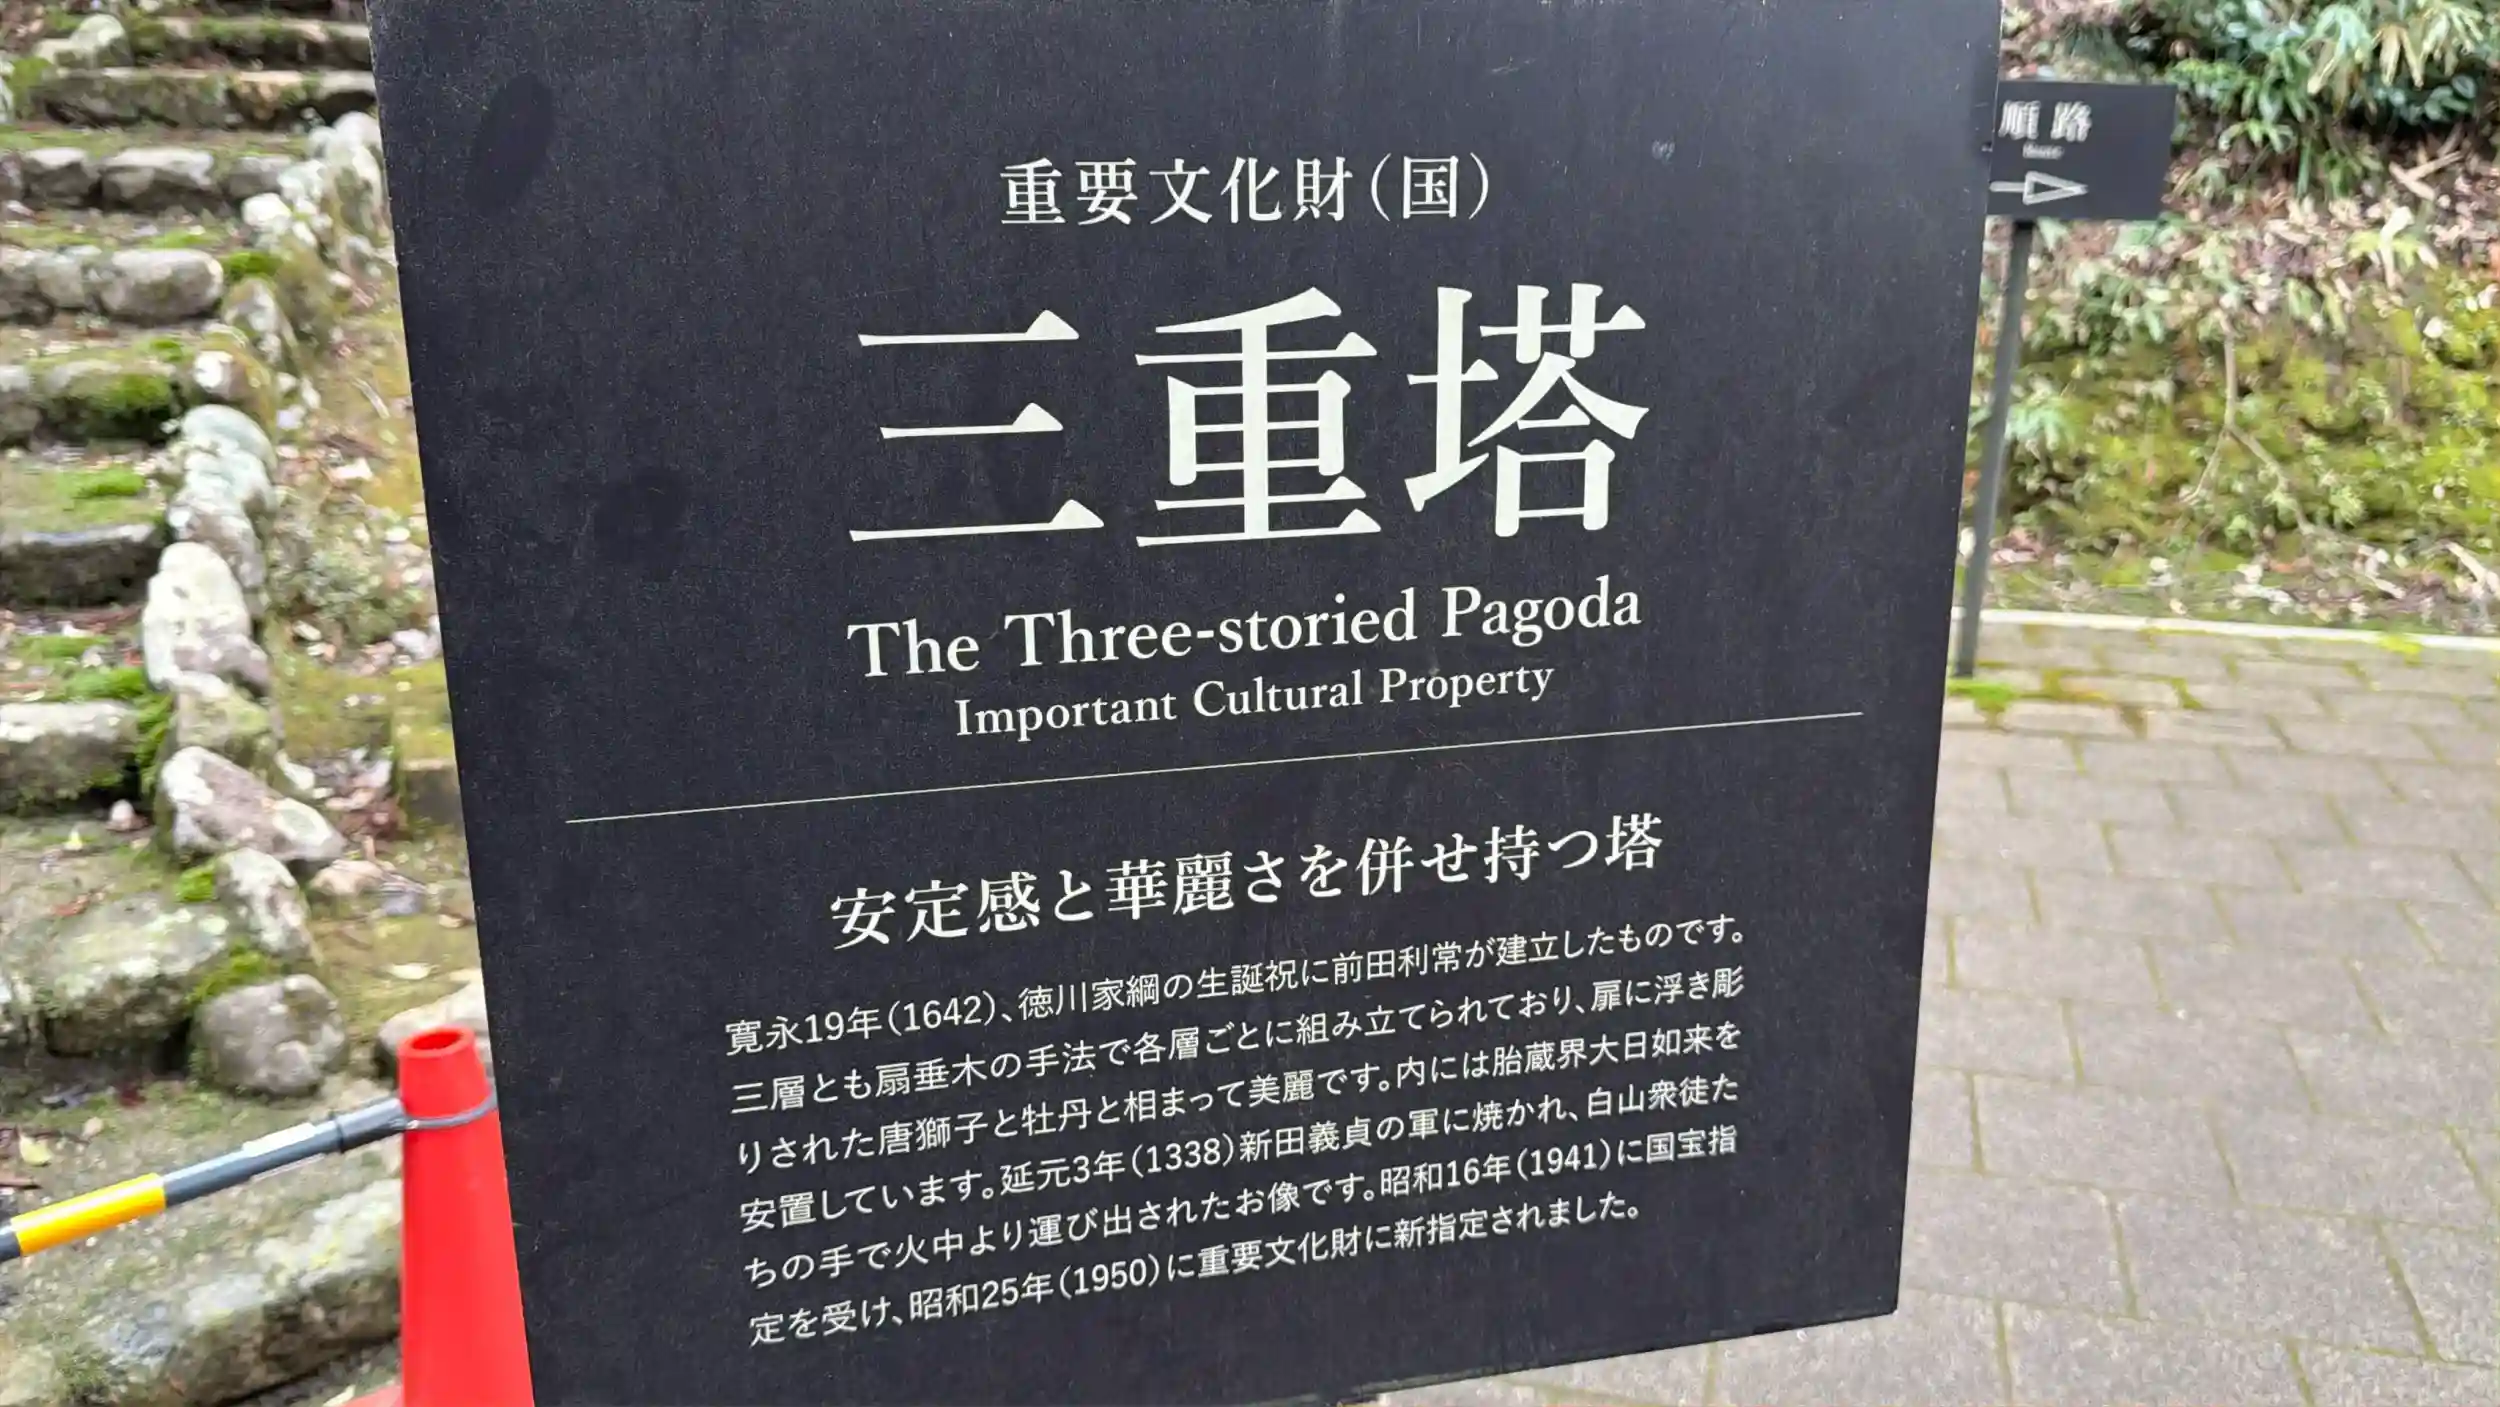 重要文化財(国)
三重塔
The Three-storied Pagoda
Important Cultural Property
安定感と華麗さを併せ持つ塔
寛永19年(1642)、徳川家綱の生誕祝に前田利常が建立したものです。
三層とも扇垂木の手法で各層ごとに組み立てられており、扉に浮き彫
りされた唐獅子と牡丹と相まって美麗です。内には胎蔵界大日如来を
安置しています。延元3年(1338)新田義貞の軍に焼かれ、白山衆徒た
ちの手で火中より運び出されたお像です。昭和16年(1941)に国宝指
定を受け、昭和25年(1950)に重要文化財に新指定されました。
順路
Route